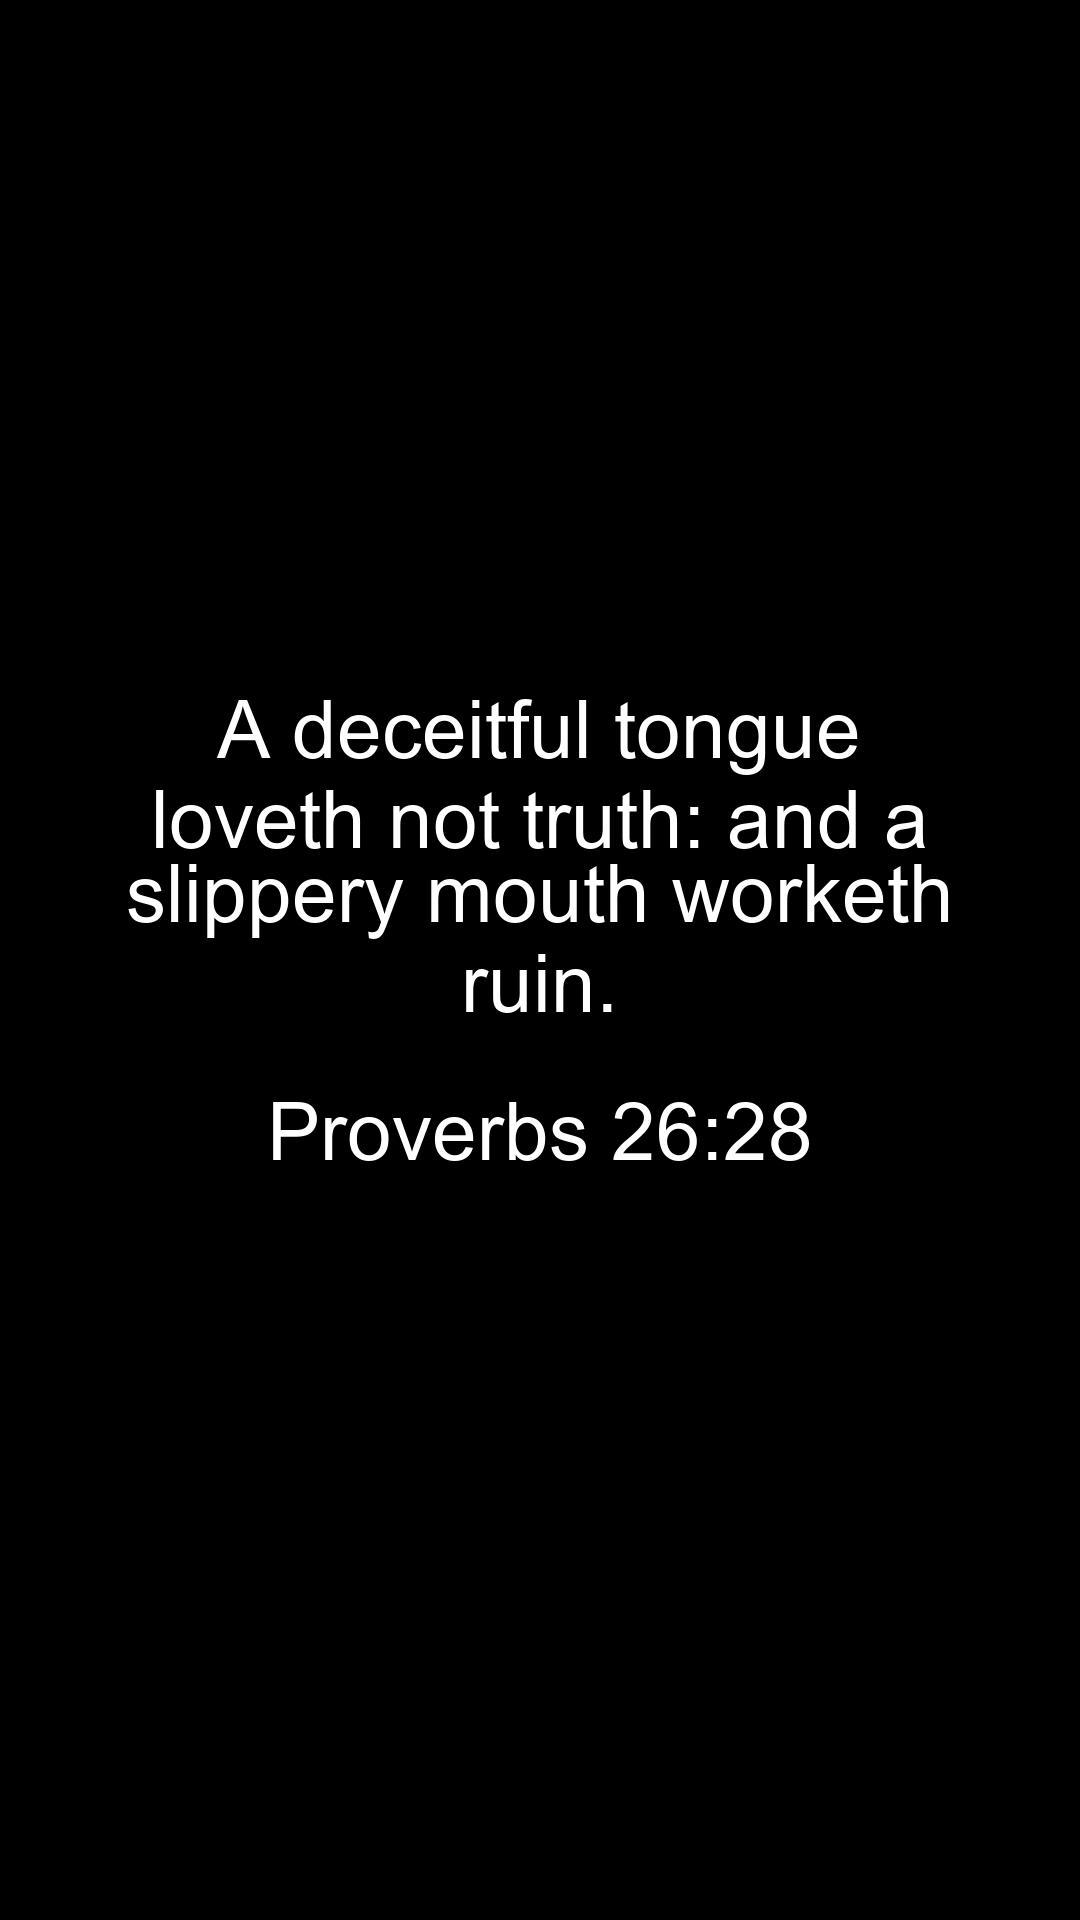 A deceitful tongue
loveth not truth: and a
slippery mouth worketh
ruin.
Proverbs 26:28